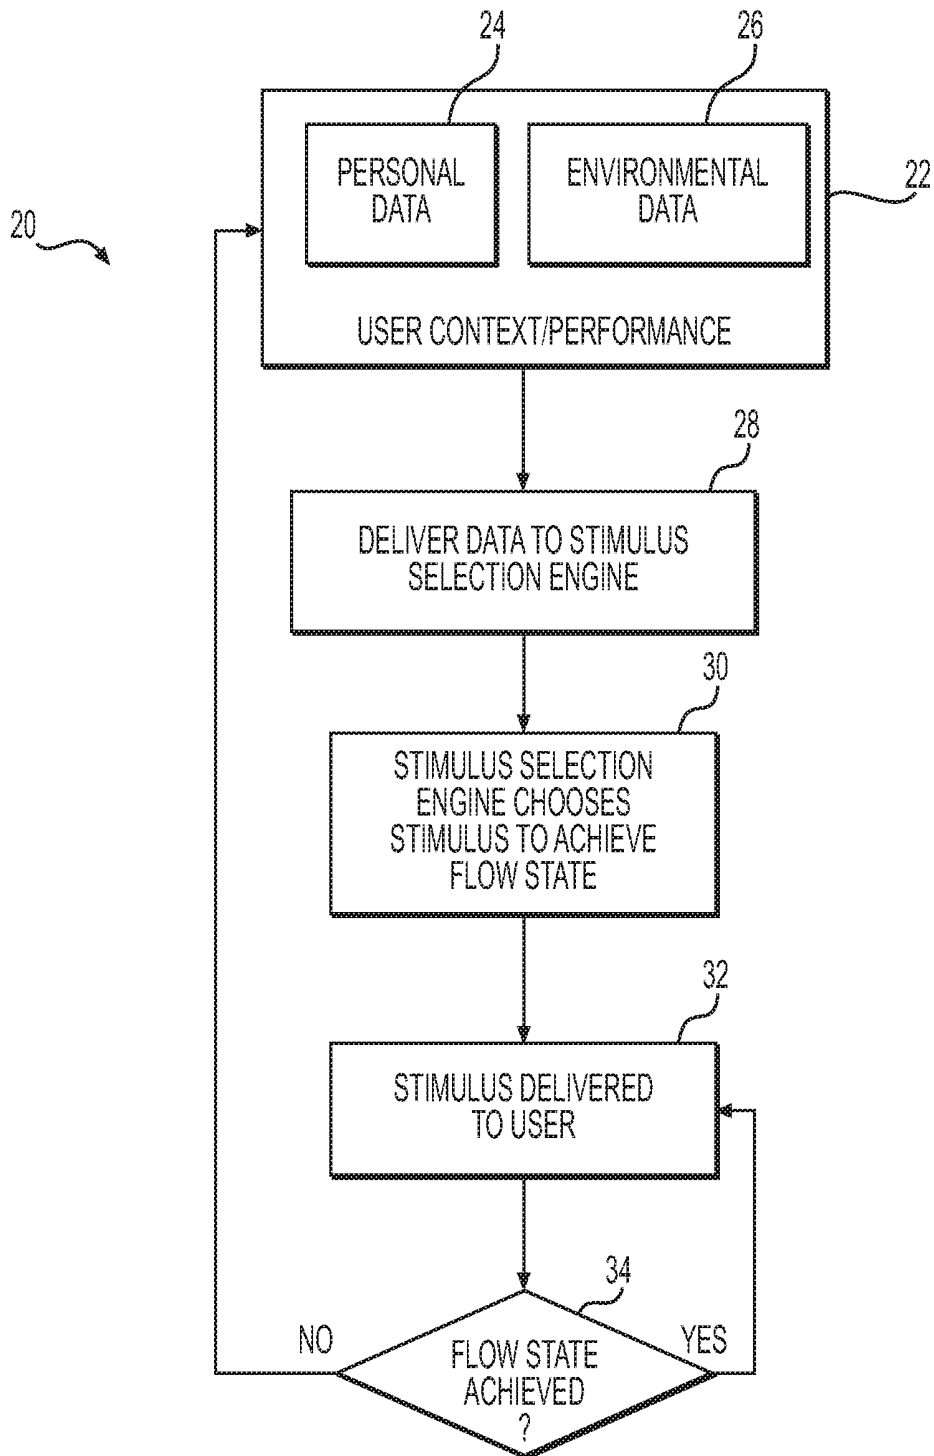 24
26
PERSONAL
DATA
ENVIRONMENTAL
DATA
22
20
USER CONTEXT/PERFORMANCE
28
DELIVER DATA TO STIMULUS
SELECTION ENGINE
30
STIMULUS SELECTION
ENGINE CHOOSES
STIMULUS TO ACHIEVE
FLOW STATE
32
STIMULUS DELIVERED
TO USER
34
NO
YES
FLOW STATE
ACHIEVED
?